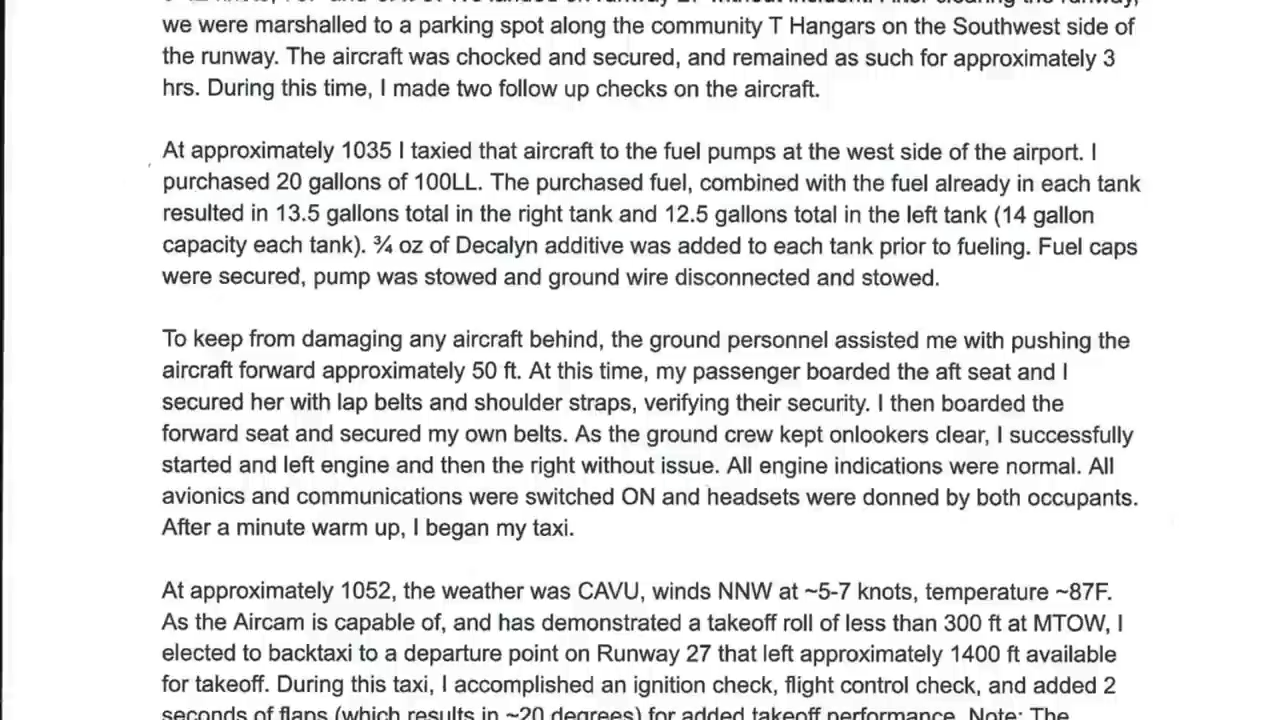 we were marshalled to a parking spot along the community T Hangars on the Southwest side of
the runway. The aircraft was chocked and secured, and remained as such for approximately 3
hrs. During this time, I made two follow up checks on the aircraft.
At approximately 1035 I taxied that aircraft to the fuel pumps at the west side of the airport. I
purchased 20 gallons of 100LL. The purchased fuel, combined with the fuel already in each tank
resulted in 13.5 gallons total in the right tank and 12.5 gallons total in the left tank (14 gallon
capacity each tank). ¾ oz of Decalyn additive was added to each tank prior to fueling. Fuel caps
were secured, pump was stowed and ground wire disconnected and stowed.
To keep from damaging any aircraft behind, the ground personnel assisted me with pushing the
aircraft forward approximately 50 ft. At this time, my passenger boarded the aft seat and I
secured her with lap belts and shoulder straps, verifying their security. I then boarded the
forward seat and secured my own belts. As the ground crew kept onlookers clear, I successfully
started and left engine and then the right without issue. All engine indications were normal. All
avionics and communications were switched ON and headsets were donned by both occupants.
After a minute warm up, I began my taxi.
At approximately 1052, the weather was CAVU, winds NNW at ~5-7 knots, temperature ~87F.
As the Aircam is capable of, and has demonstrated a takeoff roll of less than 300 ft at MTOW, I
elected to backtaxi to a departure point on Runway 27 that left approximately 1400 ft available
for takeoff. During this taxi, I accomplished an ignition check, flight control check, and added 2
seconds of flaps (which results in ~20 degrees) for added takeoff performance. Note: The